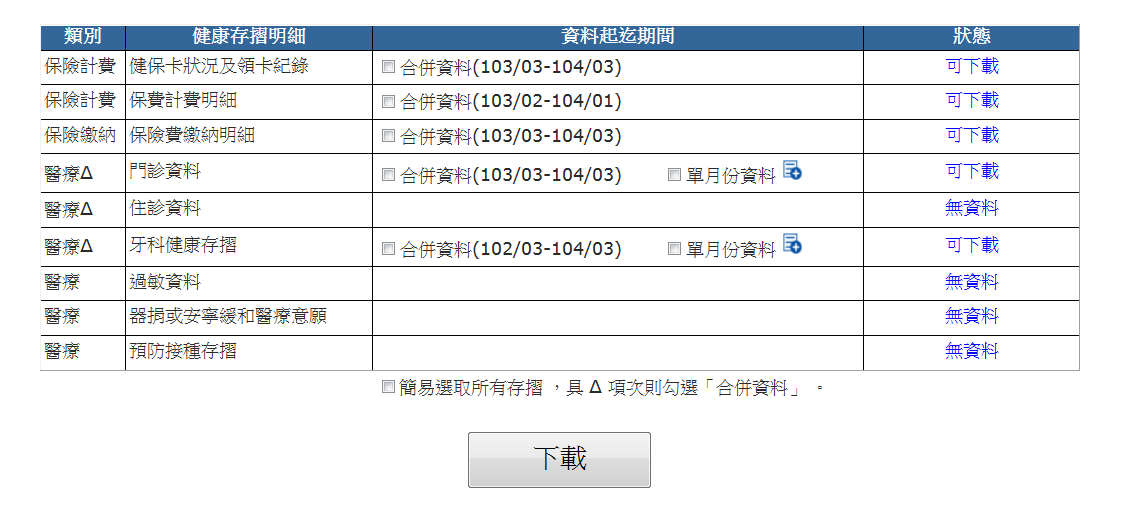 類別 健康存摺明細 資料起迄期間 狀態
保險計費 健保卡狀況及領卡紀錄 合併資料(103/03-104/03) 可下載
保險計費 保費計費明細 合併資料(103/02-104/01) 可下載
保險繳納 保險費繳納明細 合併資料(103/03-104/03) 可下載
醫療Δ 門診資料 合併資料(103/03-104/03) 單月份資料 可下載
醫療Δ 住診資料 無資料
醫療Δ 牙科健康存摺 合併資料(102/03-104/03) 單月份資料 可下載
醫療 過敏資料 無資料
醫療 器捐或安寧緩和醫療意願 無資料
醫療 預防接種存摺 無資料
簡易選取所有存摺 ，具 Δ 項次則勾選「合併資料」 。
下載